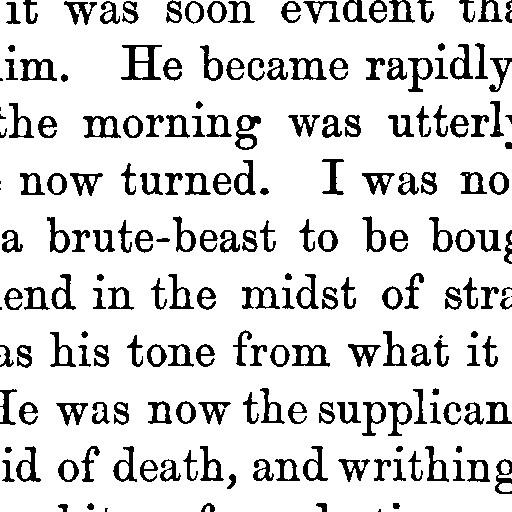 it was soon evident tha
im. He became rapidly
the morning was utterly
now turned. I was no
a brute-beast to be boug
end in the midst of stra
as his tone from what it
He was now the supplican
id of death, and writhing